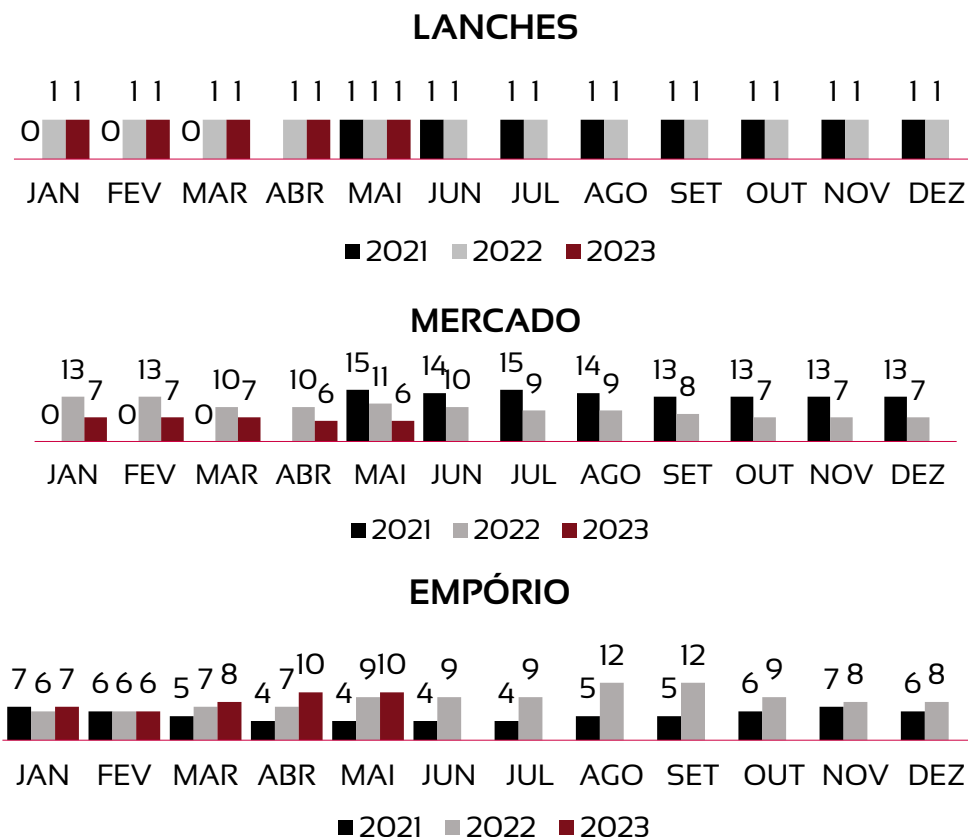 LANCHES
0 1 1 0 1 1 0 1 1 1 1 1 1 1 1 1 1 1 1 1 1 1 1 1 1 1 1 1
JAN FEV MAR ABR MAI JUN JUL AGO SET OUT NOV DEZ
2021 2022 2023
MERCADO
0 13 7 0 13 7 0 10 7 10 6 15 11 6 14 10 15 9 14 9 13 8 13 7 13 7 13 7
JAN FEV MAR ABR MAI JUN JUL AGO SET OUT NOV DEZ
2021 2022 2023
EMPÓRIO
7 6 7 6 6 6 5 7 8 4 7 10 4 9 10 4 9 4 9 5 12 5 12 6 9 7 8 6 8
JAN FEV MAR ABR MAI JUN JUL AGO SET OUT NOV DEZ
2021 2022 2023